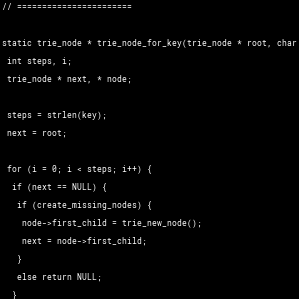 // =======================
static trie_node * trie_node_for_key(trie_node * root, char
int steps, i;
trie_node * next, * node;
steps = strlen(key);
next = root;
for (i = 0; i < steps; i++) {
if (next == NULL) {
if (create_missing_nodes) {
node->first_child = trie_new_node();
next = node->first_child;
}
else return NULL;
}